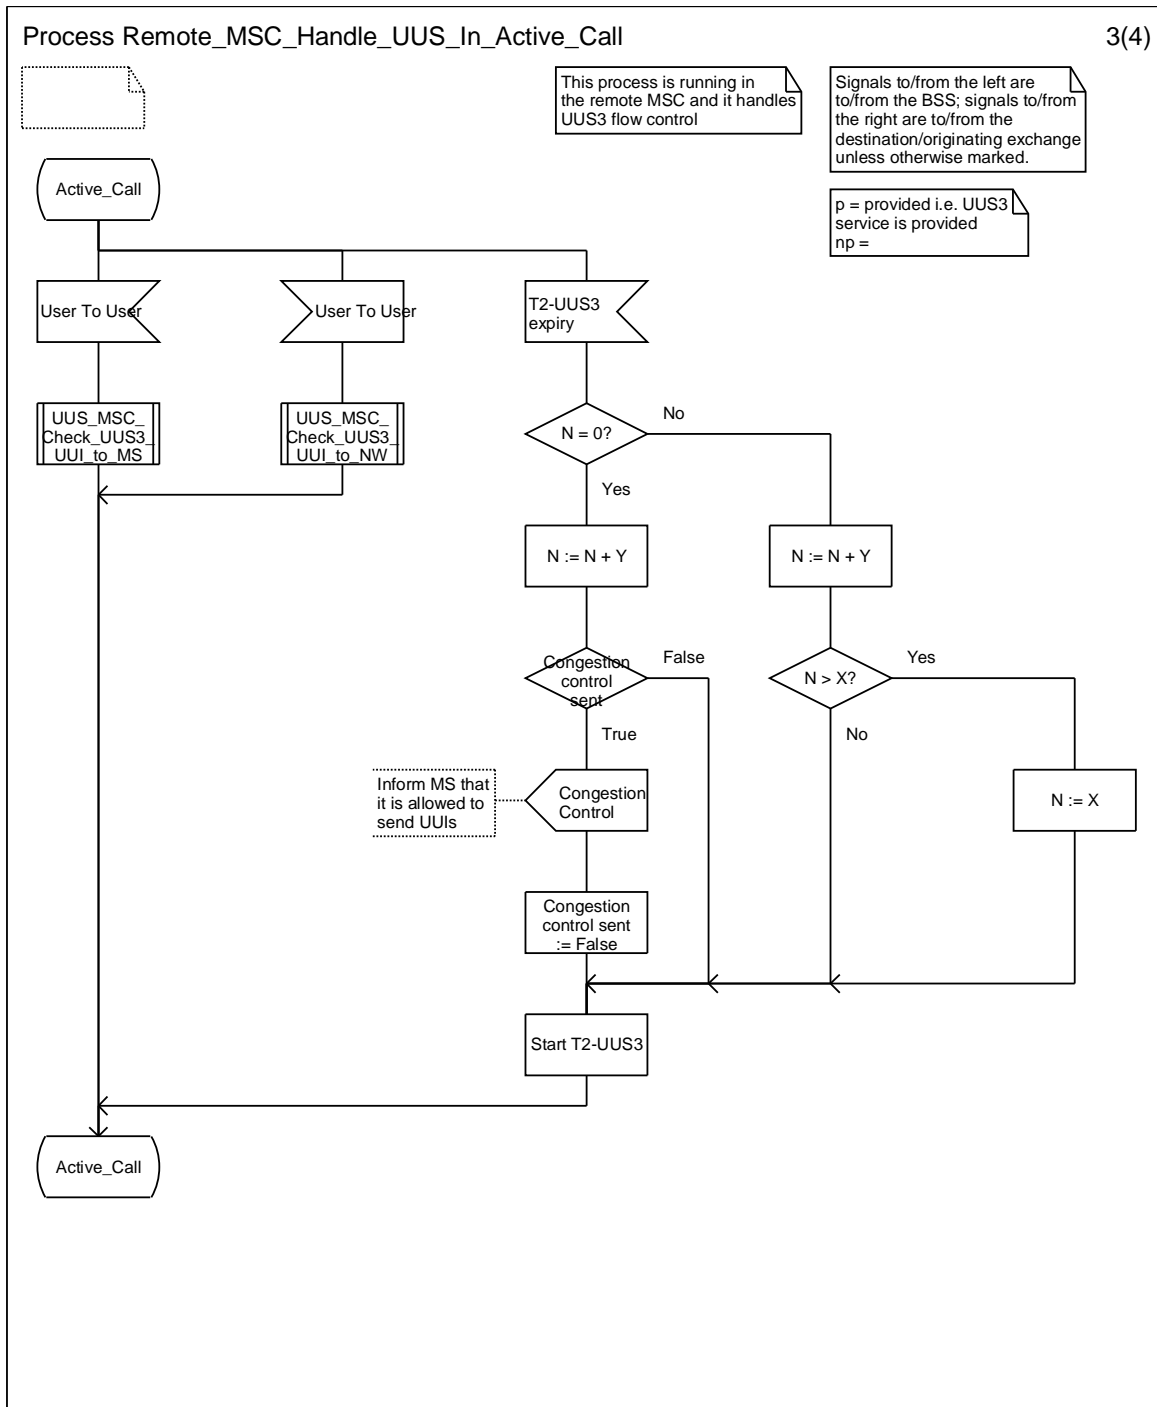 Process Remote_MSC_Handle_UUS_In_Active_Call
3(4)
This process is running in
the remote MSC and it handles
UUS3 flow control
Signals to/from the left are
to/from the BSS; signals to/from
the right are to/from the
destination/originating exchange
unless otherwise marked.
p = provided i.e. UUS3
service is provided
np =
Active_Call
User To User
User To User
T2-UUS3
expiry
UUS_MSC_
Check_UUS3_
UUI_to_MS
UUS_MSC_
Check_UUS3_
UUI_to_NW
N = 0?
No
Yes
N := N + Y
N := N + Y
Congestion
control
sent
False
True
N > X?
Yes
No
Inform MS that
it is allowed to
send UUIs
Congestion
Control
N := X
Congestion
control sent
:= False
Start T2-UUS3
Active_Call